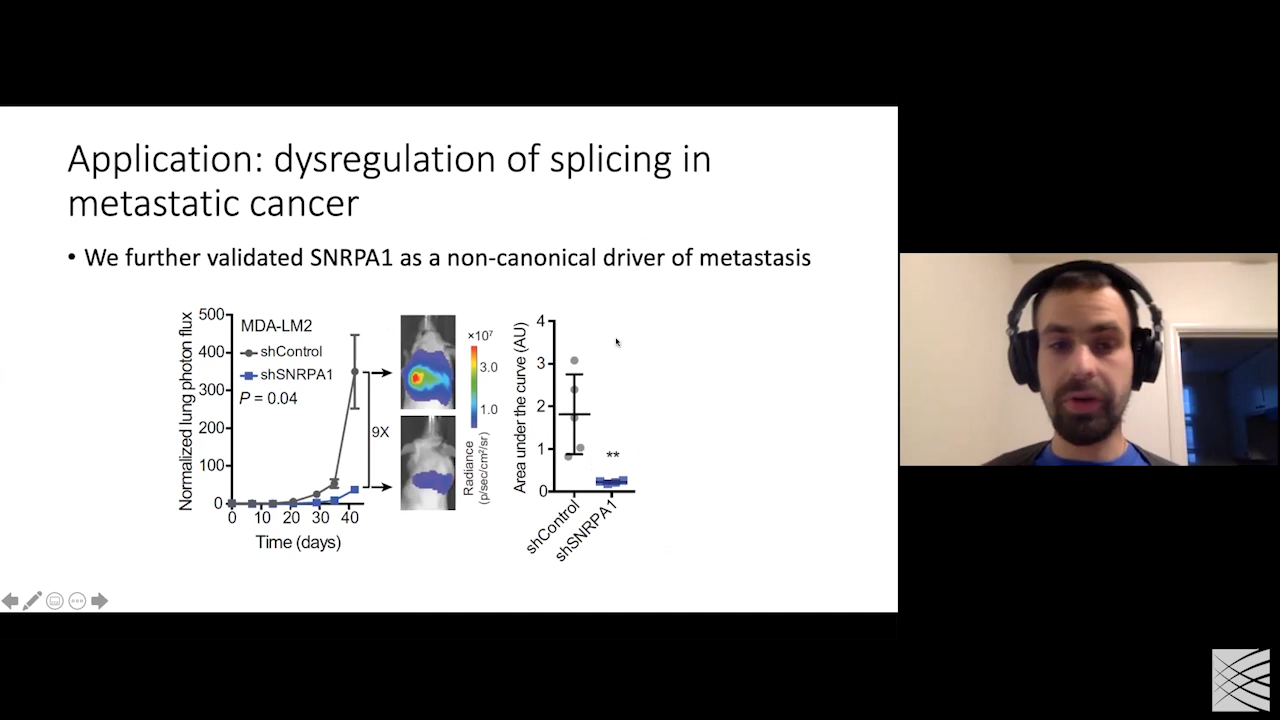 Application: dysregulation of splicing in
metastatic cancer
• We further validated SNRPA1 as a non-canonical driver of metastasis
Normalized lung photon flux
500
400
300
200
100
0
MDA-LM2
shControl
shSNRPA1
P = 0.04
0 10 20 30 40
Time (days)
9X
×10⁷
3.0
1.0
Radiance
(p/sec/cm²/sr)
Area under the curve (AU)
4
3
2
1
0
**
shControl
shSNRPA1